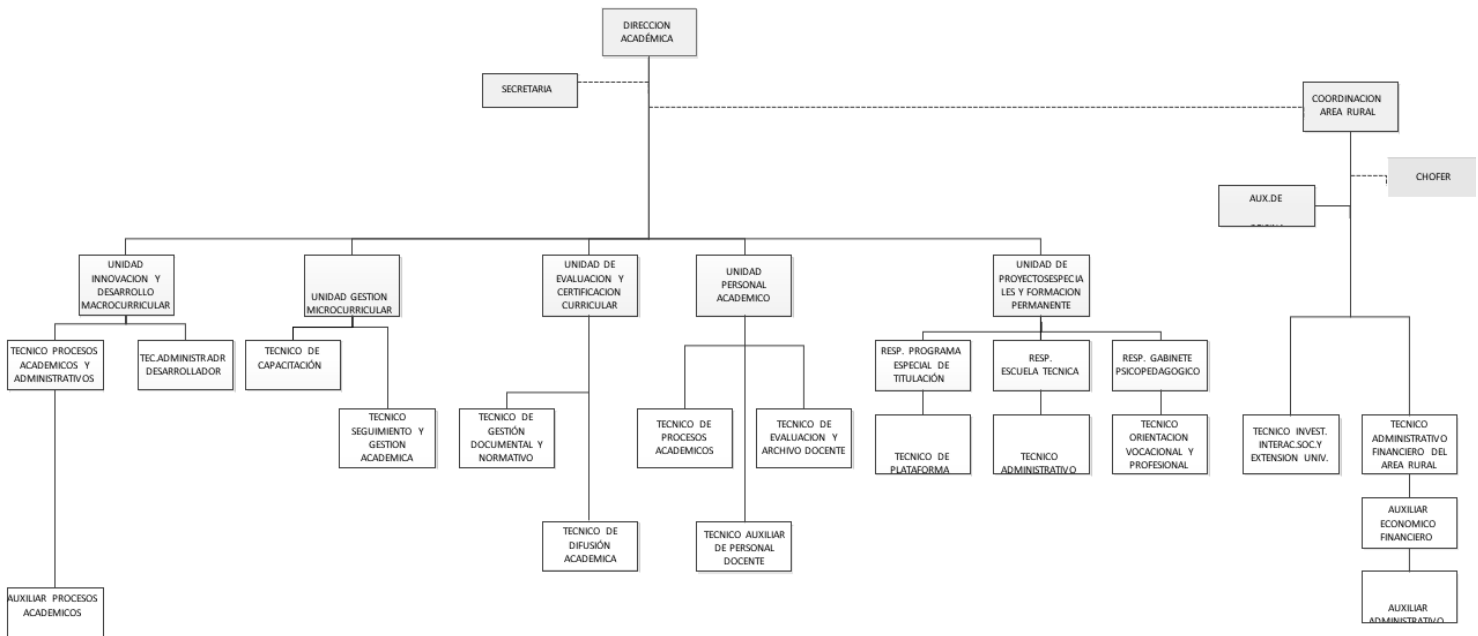 DIRECCION
ACADÉMICA
SECRETARIA
COORDINACION
AREA RURAL
CHOFER
AUX.DE
UNIDAD
INNOVACION Y
DESARROLLO
MACROCURRICULAR
UNIDAD GESTION
MICROCURRICULAR
UNIDAD DE
EVALUACION Y
CERTIFICACION
CURRICULAR
UNIDAD
PERSONAL
ACADEMICO
UNIDAD DE
PROYECTOSESPECIA
LES Y FORMACION
PERMANENTE
TECNICO PROCESOS
ACADEMICOS Y
ADMINISTRATIVOS
TEC.ADMINISTRADR
DESARROLLADOR
TECNICO DE
CAPACITACIÓN
RESP. PROGRAMA
ESPECIAL DE
TITULACIÓN
RESP.
ESCUELA TECNICA
RESP. GABINETE
PSICOPEDAGOGICO
TECNICO
SEGUIMIENTO Y
GESTION
ACADEMICA
TECNICO DE
GESTIÓN
DOCUMENTAL Y
NORMATIVO
TECNICO DE
PROCESOS
ACADEMICOS
TECNICO DE
EVALUACION Y
ARCHIVO DOCENTE
TECNICO DE
PLATAFORMA
TECNICO
ADMINISTRATIVO
TECNICO
ORIENTACION
VOCACIONAL Y
PROFESIONAL
TECNICO INVEST.
INTERAC.SOC.Y
EXTENSION UNIV.
TECNICO
ADMINISTRATIVO
FINANCIERO DEL
AREA RURAL
TECNICO DE
DIFUSIÓN
ACADEMICA
TECNICO AUXILIAR
DE PERSONAL
DOCENTE
AUXILIAR
ECONOMICO
FINANCIERO
AUXILIAR PROCESOS
ACADEMICOS
AUXILIAR
ADMINISTRATIVO